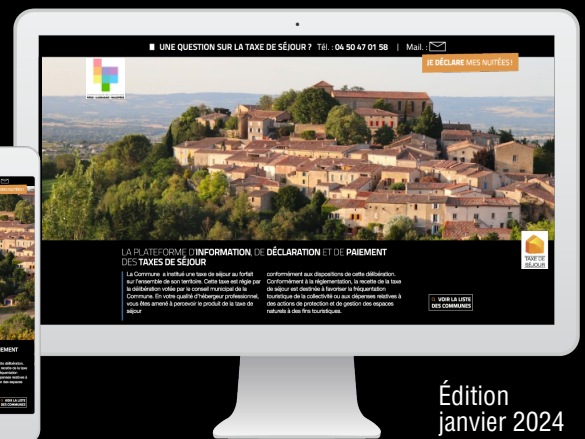 UNE QUESTION SUR LA TAXE DE SÉJOUR ? Tél. : 04 50 47 01 58 | Mail. :
JE DÉCLARE MES NUITÉES !
LA PLATEFORME D'INFORMATION, DE DÉCLARATION ET DE PAIEMENT
DES TAXES DE SÉJOUR
La Commune a institué une taxe de séjour au forfait
sur l'ensemble de son territoire. Cette taxe est régie par
la délibération votée par le conseil municipal de la
Commune. En votre qualité d'hébergeur professionnel,
vous êtes amené à percevoir le produit de la taxe de
séjour
conformément aux dispositions de cette délibération.
Conformément à la réglementation, la recette de la taxe
de séjour est destinée à favoriser la fréquentation
touristique de la collectivité ou aux dépenses relatives à
des actions de protection et de gestion des espaces
naturels à des fins touristiques.
TAXE DE
SÉJOUR
VOIR LA LISTE
DES COMMUNES
EMENT
VOIR LA LISTE
DES COMMUNES
Édition
janvier 2024